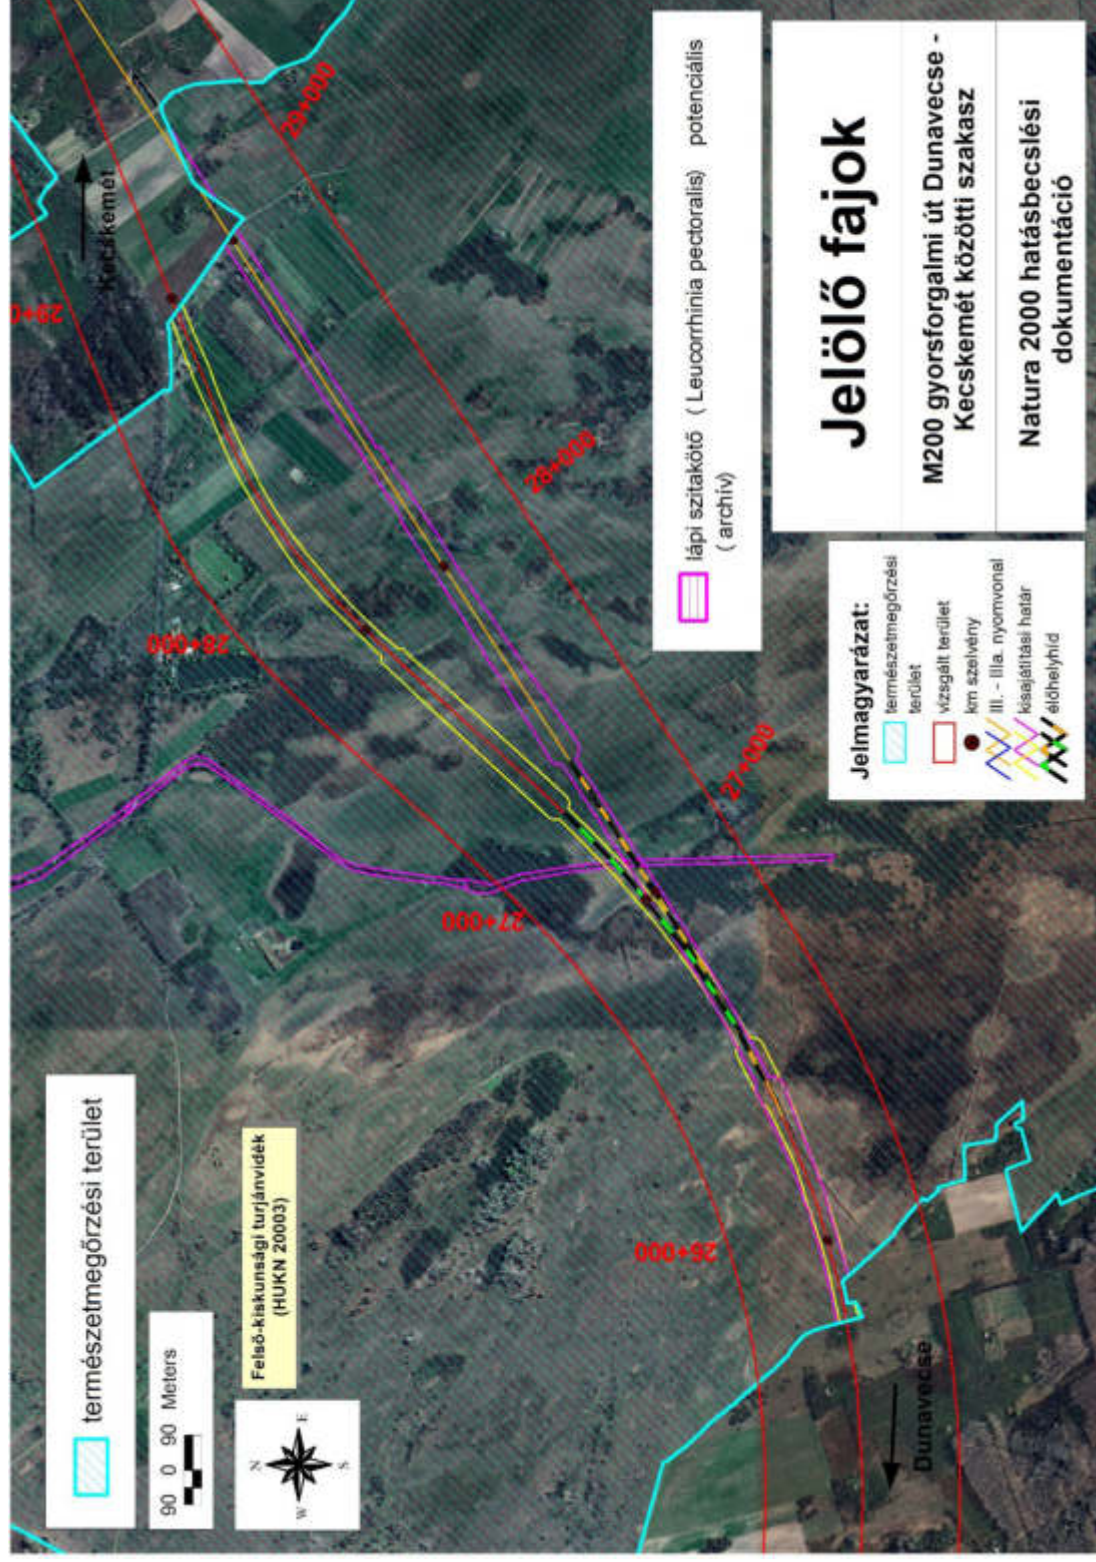 természetmegőrzési terület
90 0 90 Meters
Felső-kiskunsági turjánvidék
(HUKN 20003)
N
W
E
S
Kecskemét
29+000
29+000
28+000
28+000
27+000
27+000
26+000
Dunavecse
lápi szitakötő ( Leucorrhinia pectoralis) potenciális
( archív)
Jelmagyarázat:
természetmegőrzési
terület
vizsgált terület
km szelvény
III. - IIIa. nyomvonal
kisajátítási határ
élőhelyhíd
Jelölő fajok
M200 gyorsforgalmi út Dunavecse -
Kecskemét közötti szakasz
Natura 2000 hatásbecslési
dokumentáció